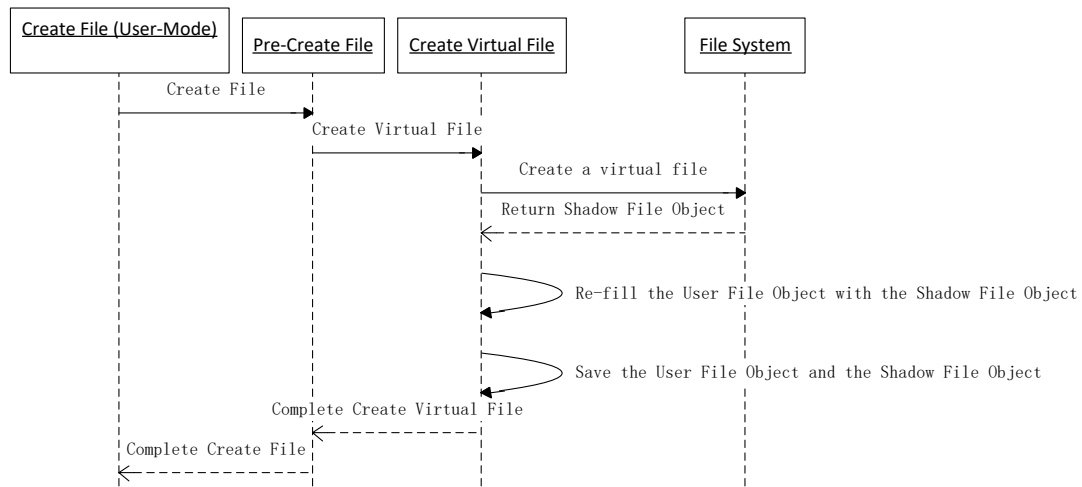 Create File (User-Mode)
Pre-Create File
Create Virtual File
File System
Create File
Create Virtual File
Create a virtual file
Return Shadow File Object
Re-fill the User File Object with the Shadow File Object
Save the User File Object and the Shadow File Object
Complete Create Virtual File
Complete Create File